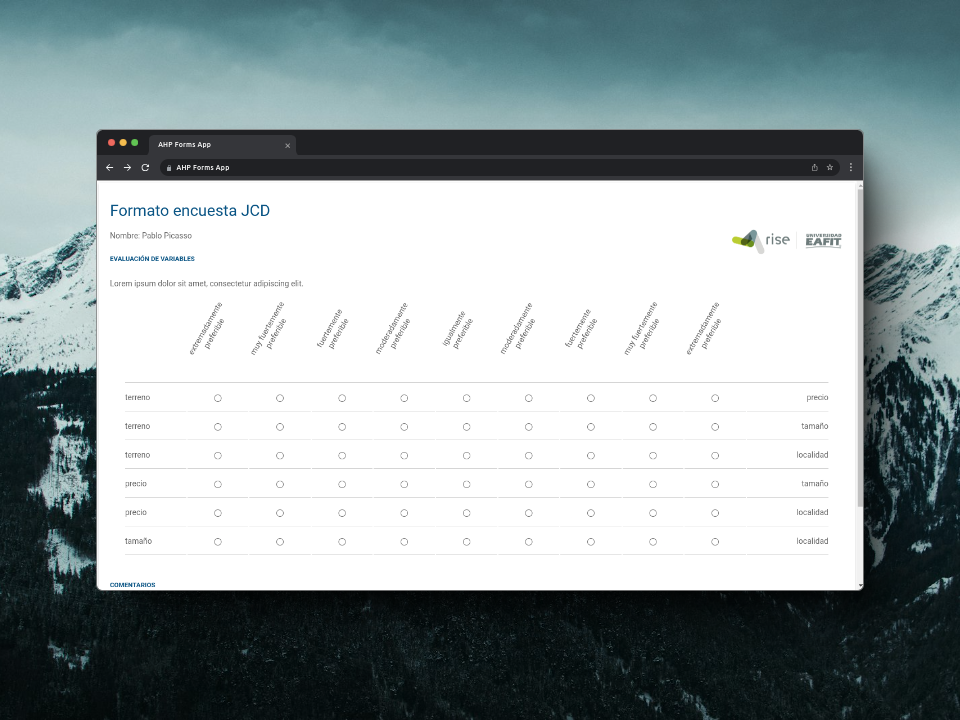 AHP Forms App
AHP Forms App
Formato encuesta JCD
Nombre: Pablo Picasso
rise
UNIVERSIDAD
EAFIT
EVALUACIÓN DE VARIABLES
Lorem ipsum dolor sit amet, consectetur adipiscing elit.
extremadamente
preferible
muy fuertemente
preferible
fuertemente
preferible
moderadamente
preferible
igualmente
preferible
moderadamente
preferible
fuertemente
preferible
muy fuertemente
preferible
extremadamente
preferible
terreno precio
terreno tamaño
terreno localidad
precio tamaño
precio localidad
tamaño localidad
COMENTARIOS